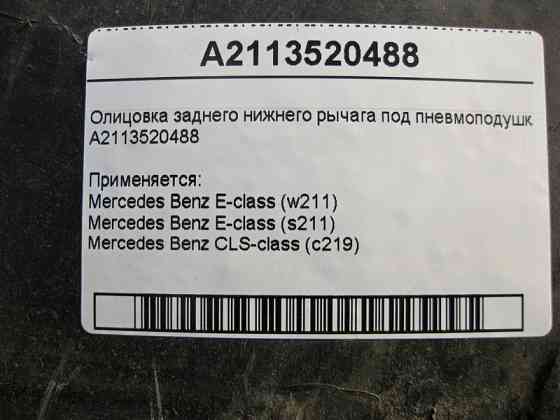 A2113520488
Олицовка заднего нижнего рычага под пневмоподушк
A2113520488
Применяется:
Mercedes Benz E-class (w211)
Mercedes Benz E-class (s211)
Mercedes Benz CLS-class (c219)